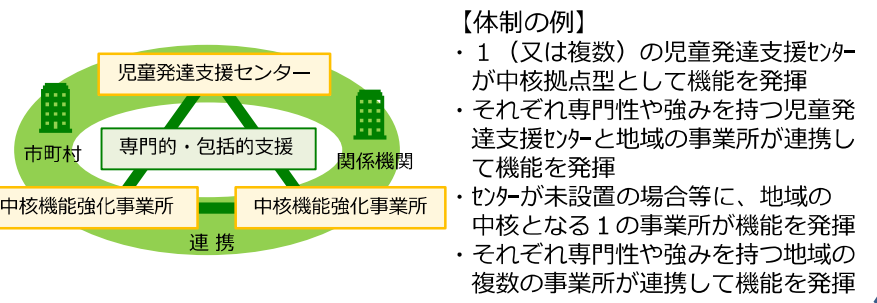 児童発達支援センター
市町村
専門的・包括的支援
関係機関
中核機能強化事業所
中核機能強化事業所
連 携
【体制の例】
・１（又は複数）の児童発達支援ｾﾝﾀｰ
が中核拠点型として機能を発揮
・それぞれ専門性や強みを持つ児童発
達支援ｾﾝﾀｰと地域の事業所が連携し
て機能を発揮
・ｾﾝﾀｰが未設置の場合等に、地域の
中核となる１の事業所が機能を発揮
・それぞれ専門性や強みを持つ地域の
複数の事業所が連携して機能を発揮